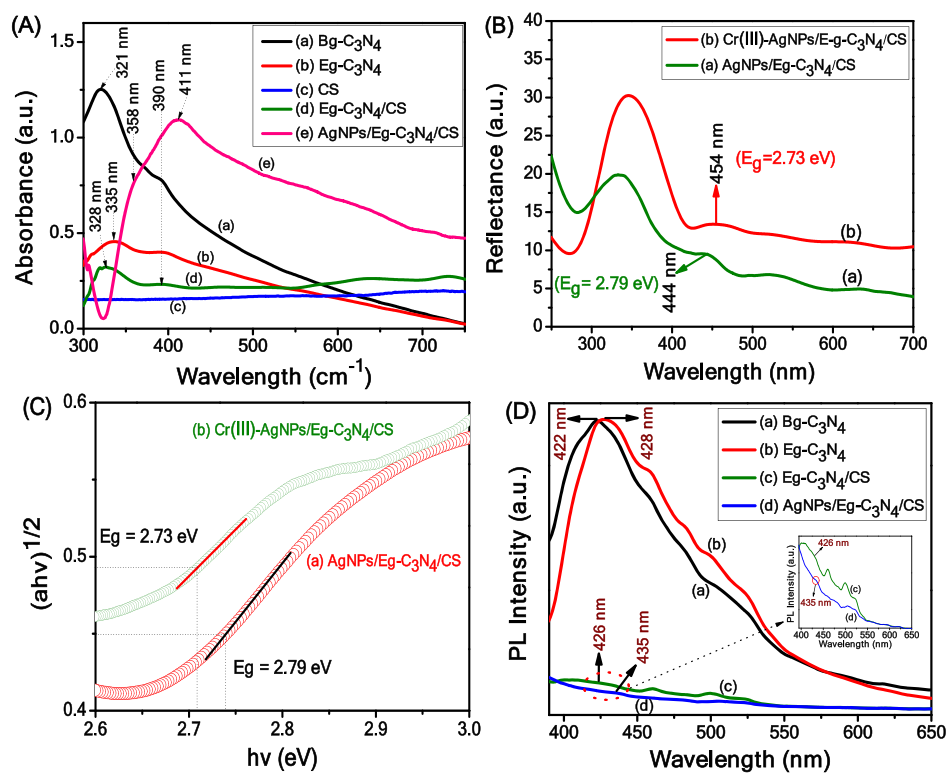 (A)
1.5
1.0
0.5
0.0
Absorbance (a.u.)
300 350 400 450 500 550 600 650 700
Wavelength (cm⁻¹)
321 nm
358 nm
390 nm
411 nm
328 nm
335 nm
(a) Bg-C₃N₄
(b) Eg-C₃N₄
(c) CS
(d) Eg-C₃N₄/CS
(e) AgNPs/Eg-C₃N₄/CS
(e)
(a)
(b)
(d)
(c)
(B)
40
35
30
25
20
15
10
5
0
Reflectance (a.u.)
300 400 500 600 700
Wavelength (nm)
(b) Cr(III)-AgNPs/E-g-C₃N₄/CS
(a) AgNPs/Eg-C₃N₄/CS
454 nm
(Eg=2.73 eV)
(Eg= 2.79 eV)
444 nm
(b)
(a)
(C)
0.6
0.5
0.4
(ahv)1/2
2.6 2.7 2.8 2.9 3.0
hv (eV)
(b) Cr(III)-AgNPs/Eg-C₃N₄/CS
Eg = 2.73 eV
(a) AgNPs/Eg-C₃N₄/CS
Eg = 2.79 eV
(D)
PL Intensity (a.u.)
400 450 500 550 600 650
Wavelength (nm)
422 nm
428 nm
(a) Bg-C₃N₄
(b) Eg-C₃N₄
(c) Eg-C₃N₄/CS
(d) AgNPs/Eg-C₃N₄/CS
(b)
(a)
426 nm
435 nm
(c)
(d)
PL Intensity (a.u.)
426 nm
435 nm
(c)
(d)
400 450 500 550 600 650
Wavelength (nm)